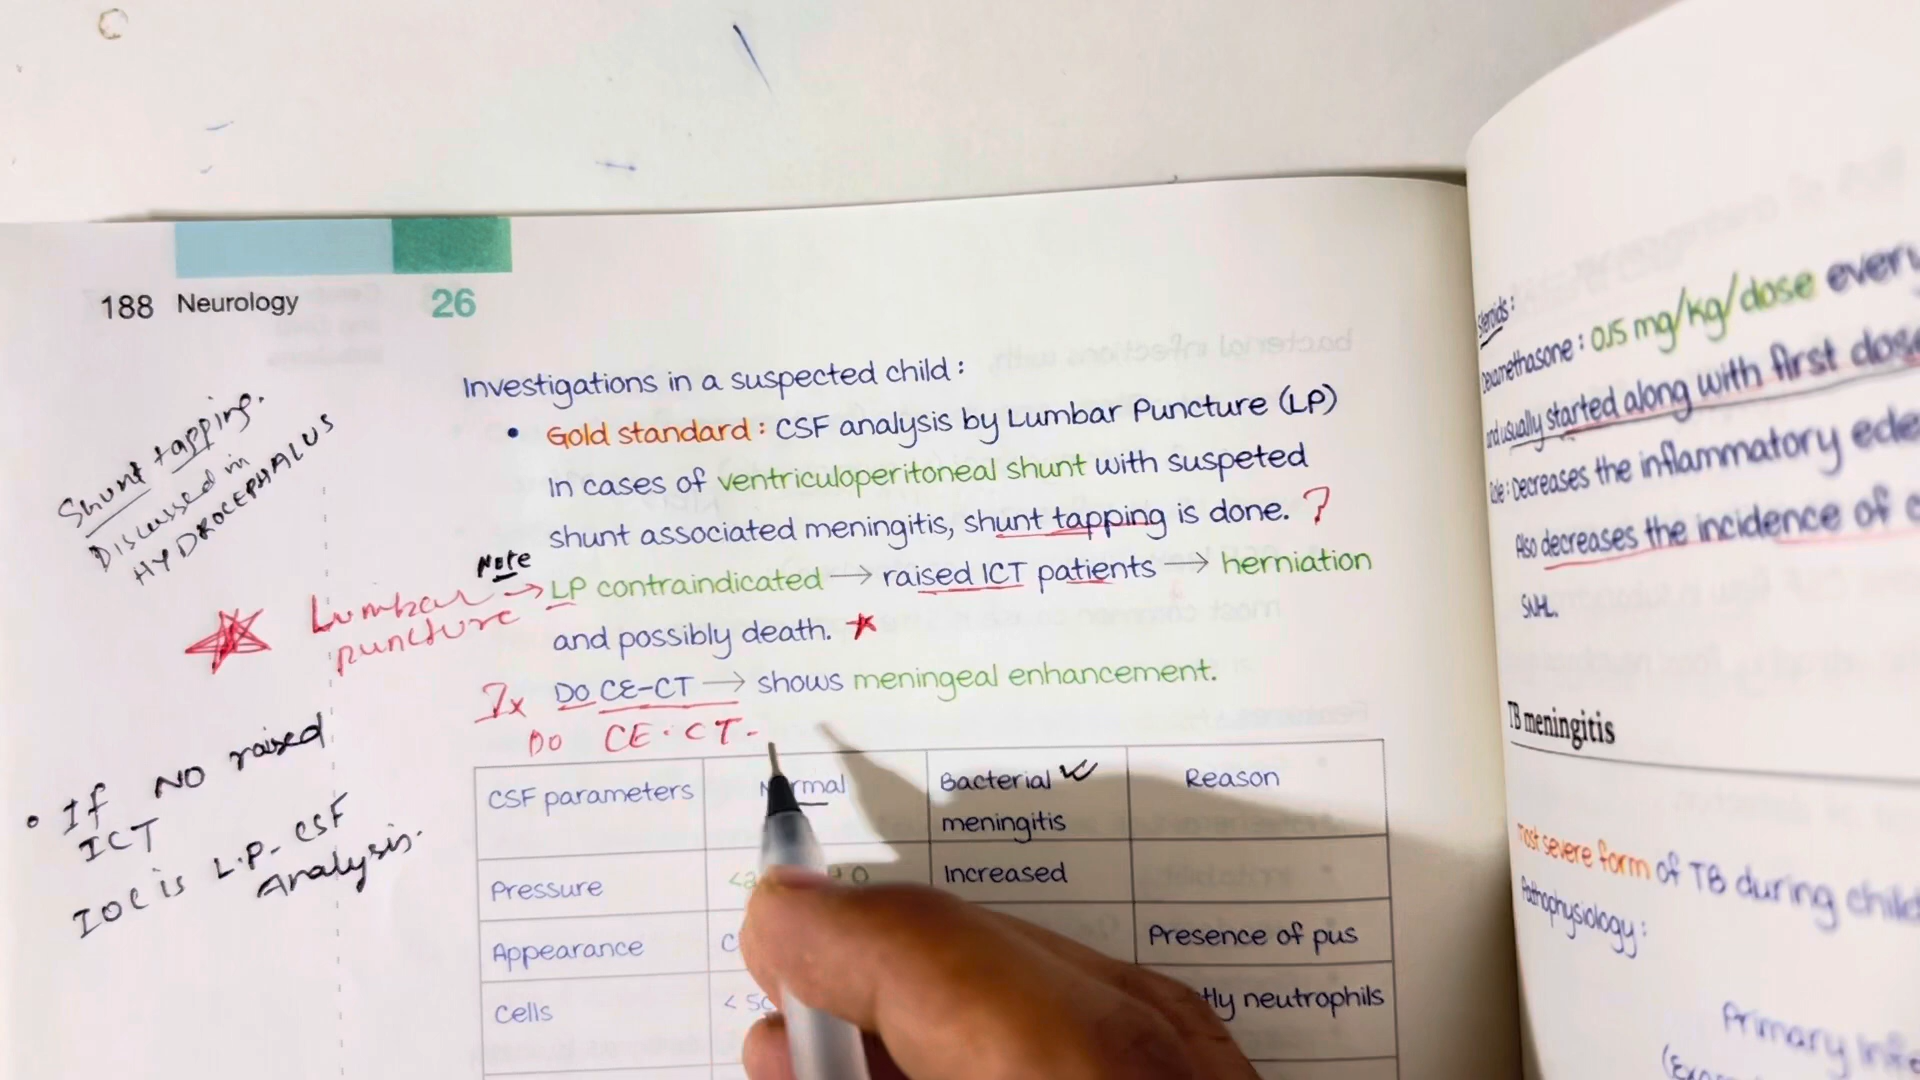 188 Neurology 26
Investigations in a suspected child :
• Gold standard : CSF analysis by Lumbar Puncture (LP)
In cases of ventriculoperitoneal shunt with suspeted
shunt associated meningitis, shunt tapping is done. ?
Note
LP contraindicated → raised ICT patients → herniation
and possibly death.
Ix DO CE-CT → shows meningeal enhancement.
DO CE-CT-
Shunt tapping.
Discussed in
HYDROCEPHALUS
Lumbar
puncture
• If NO raised
ICT
IOC is L.P- CSF
Analysis.
CSF parameters Bacterial Reason
meningitis
Pressure Increased
Appearance Presence of pus
Cells neutrophils
Steroids :
Dexamethasone : 0.15 mg/kg/dose every
and usually started along with first dose
Role : Decreases the inflammatory
Also decreases the incidence of
SNHL.
TB meningitis
Most severe form of TB during
Pathophysiology :
Primary